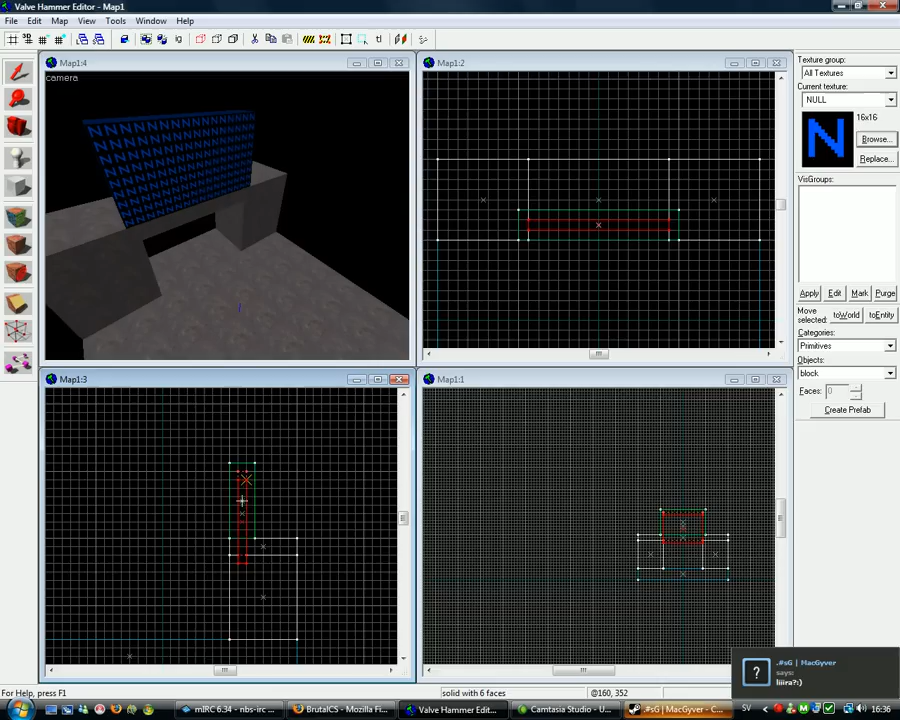 Valve Hammer Editor - Map1
File Edit Map View Tools Window Help
Map1:4
Map1:2
camera
Map1:3
Map1:1
Texture group:
All Textures
Current texture:
NULL
16x16
N
Browse...
Replace...
VisGroups:
Apply Edit Mark Purge
Move selected: toWorld toEntity
Categories:
Primitives
Objects:
block
Faces: 0
Create Prefab
.#sG | MacGyver
says:
liiira?:)
For Help, press F1
solid with 6 faces
@160, 352
mIRC 6.34 - nbs-irc ...
BrutalCS - Mozilla Fi...
Valve Hammer Edit...
Camtasia Studio - U...
.#sG | MacGyver - C...
SV
16:36